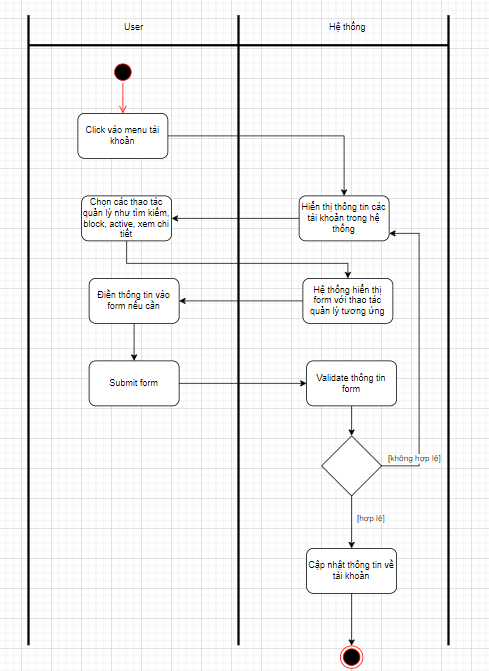 User
Hệ thống
Click vào menu tài
khoản
Chọn các thao tác
quản lý như tìm kiếm,
block, active, xem chi
tiết
Hiển thị thông tin các
tài khoản trong hệ
thống
Điền thông tin vào
form nếu cần
Hệ thống hiển thị
form với thao tác
quản lý tương ứng
Submit form
Validate thông tin
form
[không hợp lệ]
[hợp lệ]
Cập nhật thông tin về
tài khoản